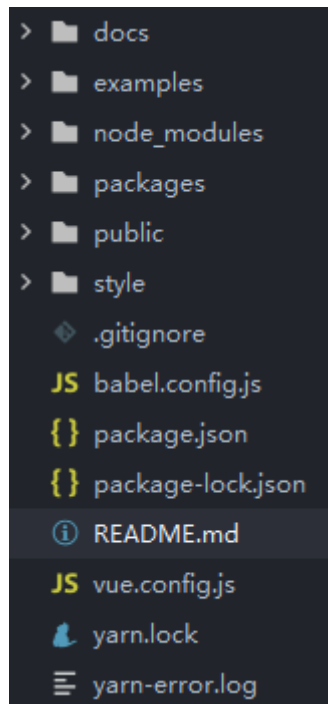 docs
examples
node_modules
packages
public
style
.gitignore
JS babel.config.js
{ } package.json
{ } package-lock.json
README.md
JS vue.config.js
yarn.lock
yarn-error.log